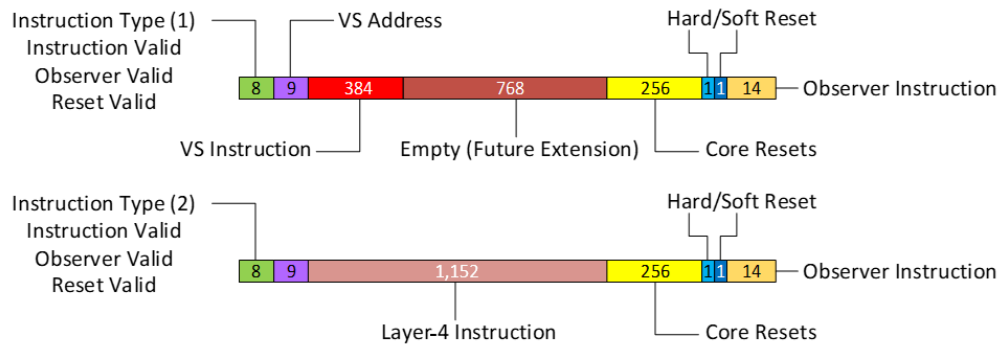 Instruction Type (1)
Instruction Valid
Observer Valid
Reset Valid
VS Address
Hard/Soft Reset
8 9 384 768 256 1 1 14
Observer Instruction
VS Instruction
Empty (Future Extension)
Core Resets
Instruction Type (2)
Instruction Valid
Observer Valid
Reset Valid
Hard/Soft Reset
8 9 1,152 256 1 1 14
Observer Instruction
Layer-4 Instruction
Core Resets